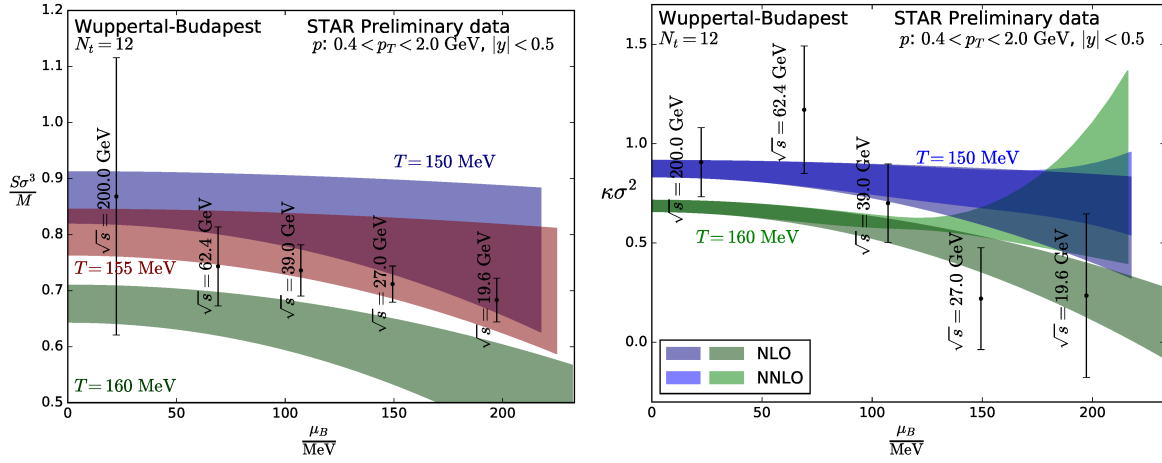 Wuppertal-Budapest
STAR Preliminary data
N_t = 12
p: 0.4 < p_T < 2.0 GeV, |y| < 0.5
1.2
1.1
1.0
0.9
0.8
0.7
0.6
0.5
Sσ³/M
√s = 200.0 GeV
√s = 62.4 GeV
√s = 39.0 GeV
√s = 27.0 GeV
√s = 19.6 GeV
T = 150 MeV
T = 155 MeV
T = 160 MeV
0
50
100
150
200
μ_B/MeV
Wuppertal-Budapest
STAR Preliminary data
N_t = 12
p: 0.4 < p_T < 2.0 GeV, |y| < 0.5
1.5
1.0
0.5
0.0
κσ²
√s = 200.0 GeV
√s = 62.4 GeV
√s = 39.0 GeV
√s = 27.0 GeV
√s = 19.6 GeV
T = 150 MeV
T = 160 MeV
NLO
NNLO
0
50
100
150
200
μ_B/MeV